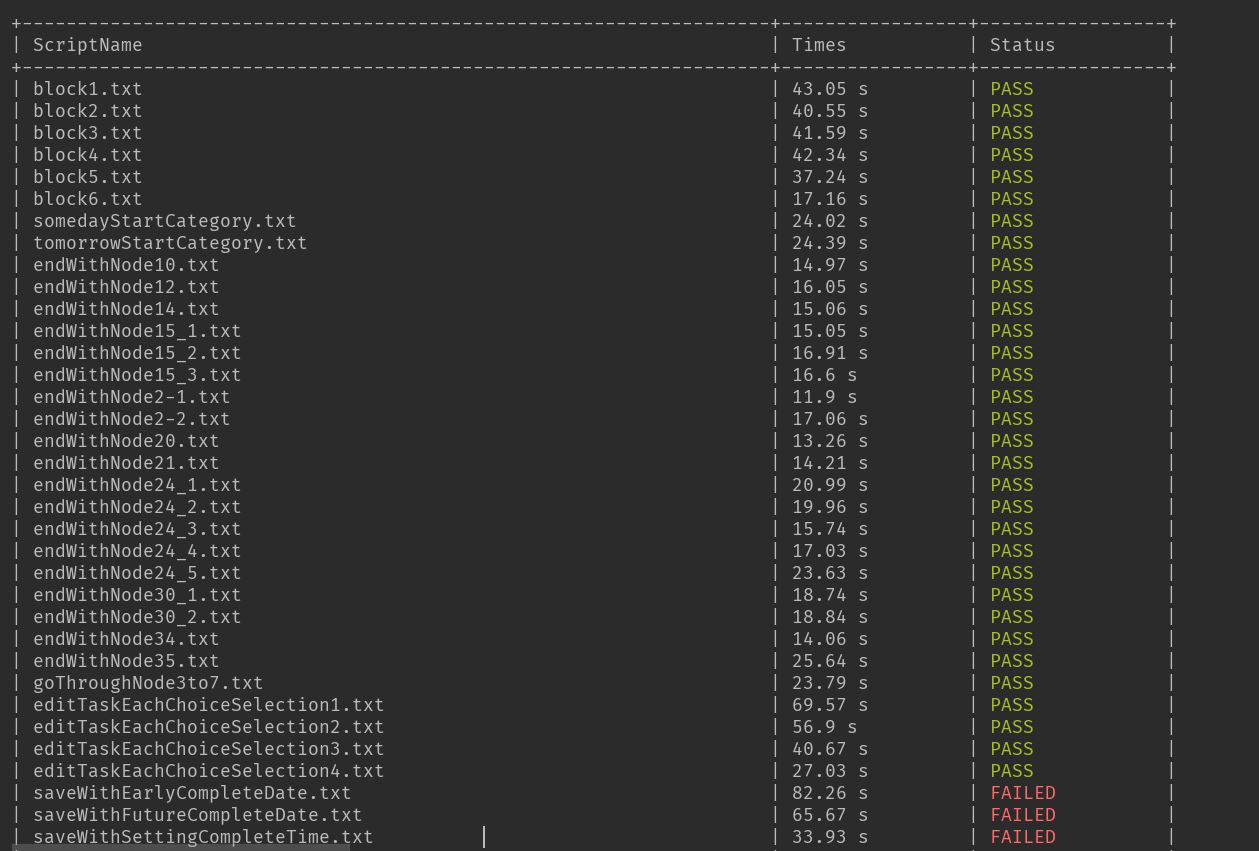 +--------------------------------------------------------------------+-----------------+-----------------+
| ScriptName | Times | Status |
+--------------------------------------------------------------------+-----------------+-----------------+
| block1.txt | 43.05 s | PASS |
| block2.txt | 40.55 s | PASS |
| block3.txt | 41.59 s | PASS |
| block4.txt | 42.34 s | PASS |
| block5.txt | 37.24 s | PASS |
| block6.txt | 17.16 s | PASS |
| somedayStartCategory.txt | 24.02 s | PASS |
| tomorrowStartCategory.txt | 24.39 s | PASS |
| endWithNode10.txt | 14.97 s | PASS |
| endWithNode12.txt | 16.05 s | PASS |
| endWithNode14.txt | 15.06 s | PASS |
| endWithNode15_1.txt | 15.05 s | PASS |
| endWithNode15_2.txt | 16.91 s | PASS |
| endWithNode15_3.txt | 16.6 s | PASS |
| endWithNode2-1.txt | 11.9 s | PASS |
| endWithNode2-2.txt | 17.06 s | PASS |
| endWithNode20.txt | 13.26 s | PASS |
| endWithNode21.txt | 14.21 s | PASS |
| endWithNode24_1.txt | 20.99 s | PASS |
| endWithNode24_2.txt | 19.96 s | PASS |
| endWithNode24_3.txt | 15.74 s | PASS |
| endWithNode24_4.txt | 17.03 s | PASS |
| endWithNode24_5.txt | 23.63 s | PASS |
| endWithNode30_1.txt | 18.74 s | PASS |
| endWithNode30_2.txt | 18.84 s | PASS |
| endWithNode34.txt | 14.06 s | PASS |
| endWithNode35.txt | 25.64 s | PASS |
| goThroughNode3to7.txt | 23.79 s | PASS |
| editTaskEachChoiceSelection1.txt | 69.57 s | PASS |
| editTaskEachChoiceSelection2.txt | 56.9 s | PASS |
| editTaskEachChoiceSelection3.txt | 40.67 s | PASS |
| editTaskEachChoiceSelection4.txt | 27.03 s | PASS |
| saveWithEarlyCompleteDate.txt | 82.26 s | FAILED |
| saveWithFutureCompleteDate.txt | 65.67 s | FAILED |
| saveWithSettingCompleteTime.txt | 33.93 s | FAILED |